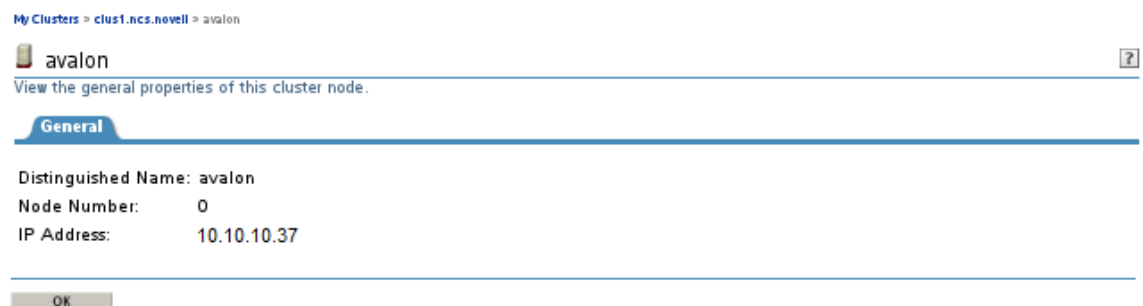 My Clusters > clus1.ncs.novell > avalon
avalon
?
View the general properties of this cluster node.
General
Distinguished Name: avalon
Node Number: 0
IP Address: 10.10.10.37
OK